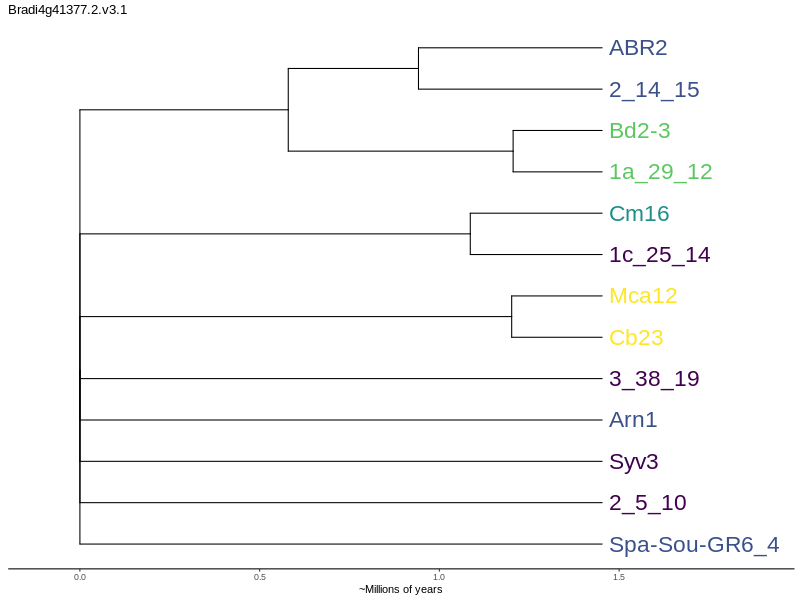 Bradi4g41377.2.v3.1
ABR2
2_14_15
Bd2-3
1a_29_12
Cm16
1c_25_14
Mca12
Cb23
3_38_19
Arn1
Syv3
2_5_10
Spa-Sou-GR6_4
0.0 0.5 1.0 1.5
~Millions of years